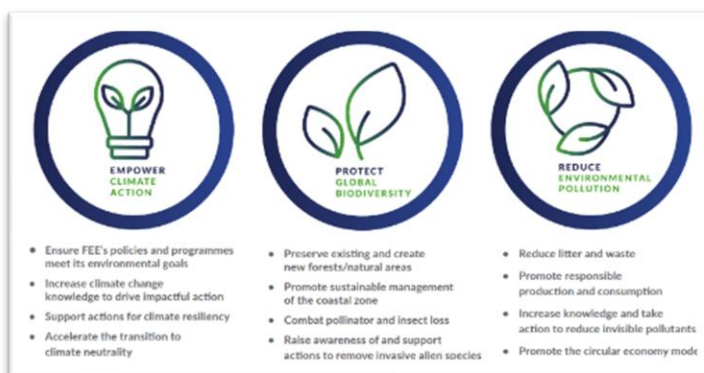 EMPOWER
CLIMATE
ACTION
Ensure FEE's policies and programmes
meet its environmental goals
Increase climate change
knowledge to drive impactful action
Support actions for climate resiliency
Accelerate the transition to
climate neutrality
PROTECT
GLOBAL
BIODIVERSITY
Preserve existing and create
new forests/natural areas
Promote sustainable management
of the coastal zone
Combat pollinator and insect loss
Raise awareness of and support
actions to remove invasive alien species
REDUCE
ENVIRONMENTAL
POLLUTION
Reduce litter and waste
Promote responsible
production and consumption
Increase knowledge and take
action to reduce invisible pollutants
Promote the circular economy mode